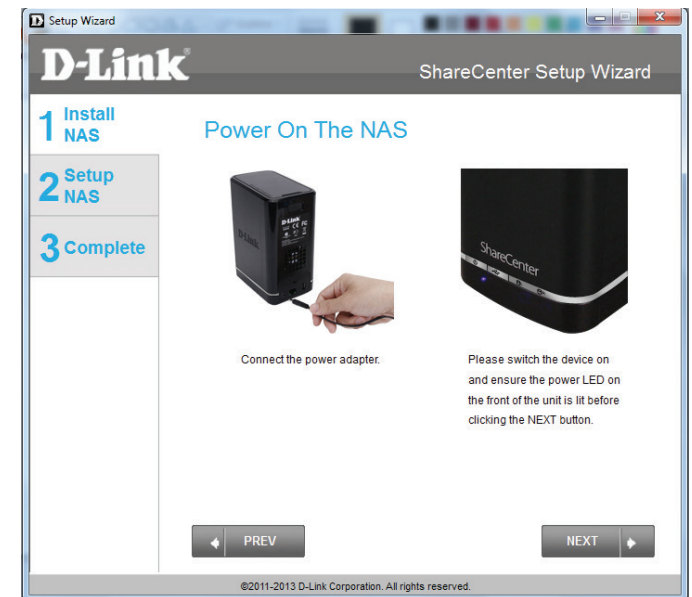 Setup Wizard
D-Link
ShareCenter Setup Wizard
1 Install
NAS
2 Setup
NAS
3 Complete
Power On The NAS
D-Link
D-Link
ShareCenter
Connect the power adapter.
Please switch the device on
and ensure the power LED on
the front of the unit is lit before
clicking the NEXT button.
PREV
NEXT
©2011-2013 D-Link Corporation. All rights reserved.